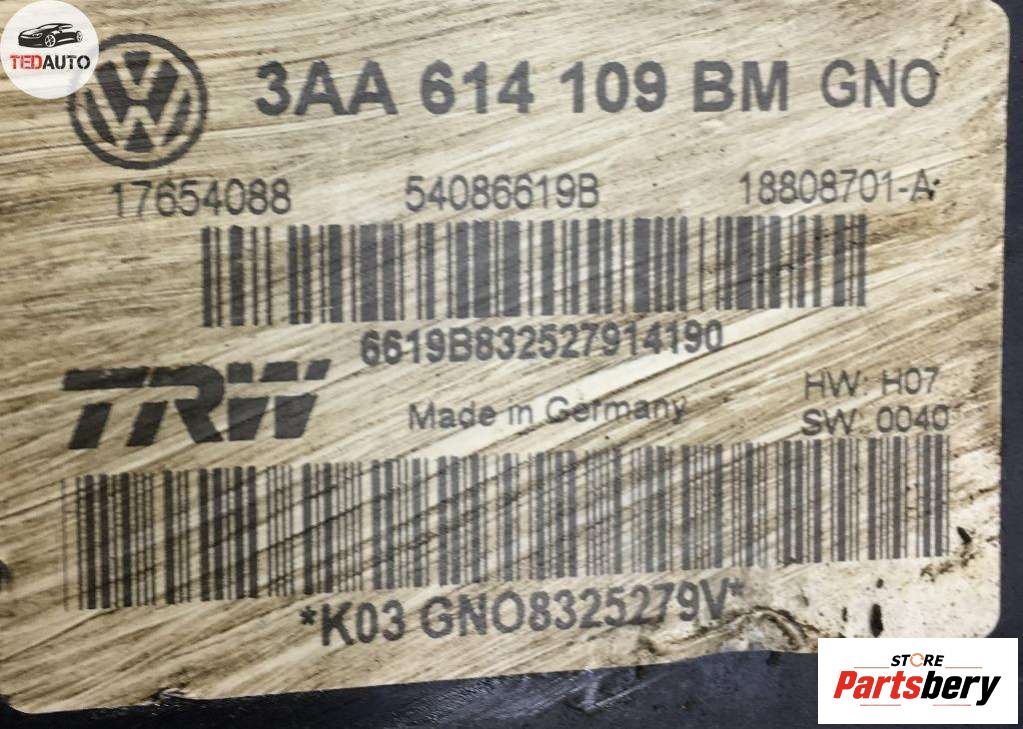 TEDAUTO
3AA 614 109 BM GNO
17654088 54086619B 18808701-A
6619B832527914190
TRW Made in Germany
HW: H07
SW: 0040
*K03 GNO8325279V*
STORE
Partsbery